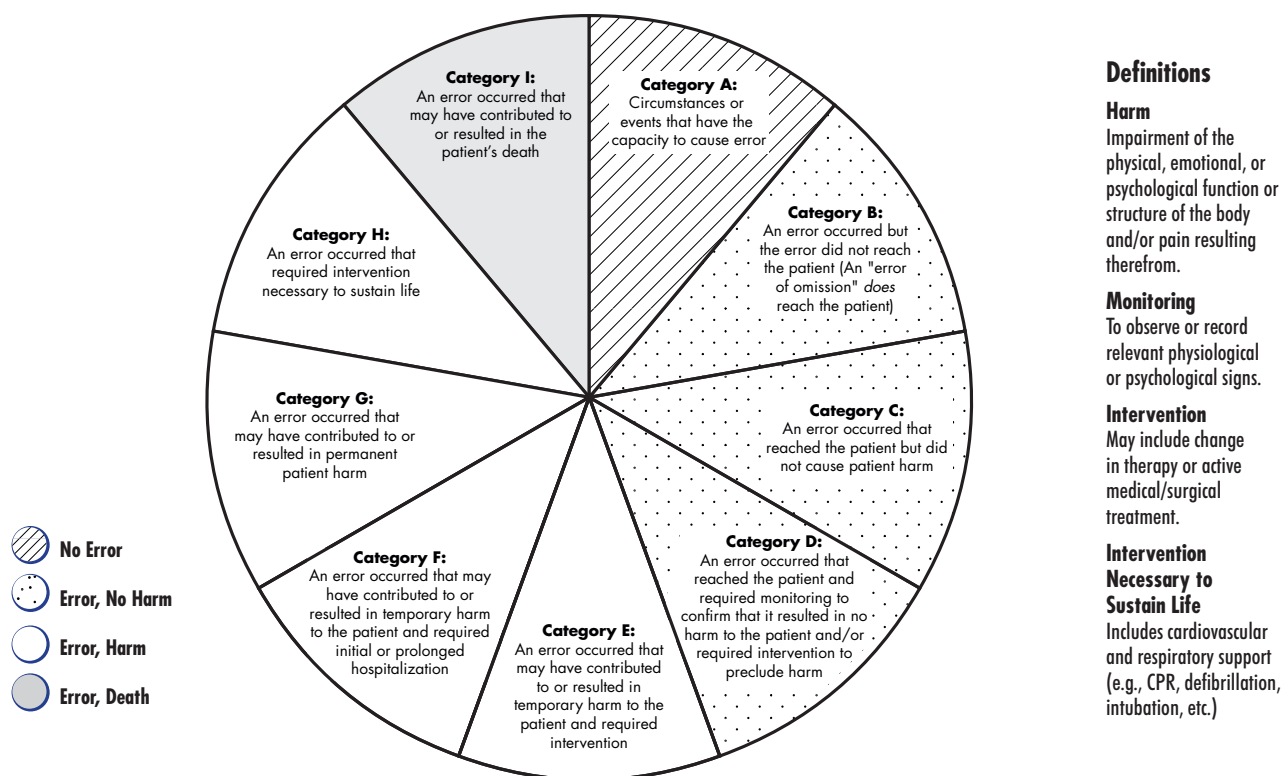 Category I:
An error occurred that
may have contributed to
or resulted in the
patient’s death
Category A:
Circumstances or
events that have the
capacity to cause error
Category B:
An error occurred but
the error did not reach
the patient (An "error
of omission" does
reach the patient)
Category C:
An error occurred that
reached the patient but did
not cause patient harm
Category D:
An error occurred that
reached the patient and
required monitoring to
confirm that it resulted in no
harm to the patient and/or
required intervention to
preclude harm
Category E:
An error occurred that
may have contributed
to or resulted in
temporary harm to the
patient and required
intervention
Category F:
An error occurred that may
have contributed to or
resulted in temporary harm
to the patient and required
initial or prolonged
hospitalization
Category G:
An error occurred that
may have contributed to or
resulted in permanent
patient harm
Category H:
An error occurred that
required intervention
necessary to sustain life
No Error
Error, No Harm
Error, Harm
Error, Death
Definitions
Harm
Impairment of the
physical, emotional, or
psychological function or
structure of the body
and/or pain resulting
therefrom.
Monitoring
To observe or record
relevant physiological
or psychological signs.
Intervention
May include change
in therapy or active
medical/surgical
treatment.
Intervention
Necessary to
Sustain Life
Includes cardiovascular
and respiratory support
(e.g., CPR, defibrillation,
intubation, etc.)